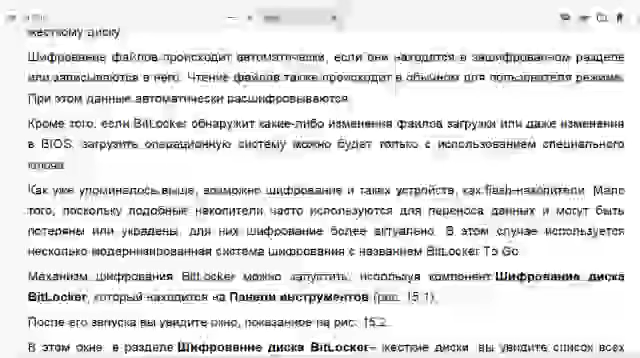 жесткому диску
Шифрование файлов происходит автоматически, если они находятся в зашифрованном разделе
или записываются в него. Чтение файлов также происходит в обычном для пользователя режиме.
При этом данные автоматически расшифровываются.
Кроме того, если BitLocker обнаружит какие-либо изменения файлов загрузки или даже изменения
в BIOS, загрузить операционную систему можно будет только с использованием специального
ключа.
Как уже упоминалось выше, возможно шифрование и таких устройств, как flash-накопители. Мало
того, поскольку подобные накопители часто используются для переноса данных и могут быть
потеряны или украдены, для них шифрование более актуально. В этом случае используется
несколько модернизированная система шифрования с названием BitLocker To Go.
Механизм шифрования BitLocker можно запустить, используя компонент Шифрование диска
BitLocker, который находится на Панели инструментов (рис. 15.1).
После его запуска вы увидите окно, показанное на рис. 15.2.
В этом окне, в разделе Шифрование диска BitLocker– жесткие диски, вы увидите список всех